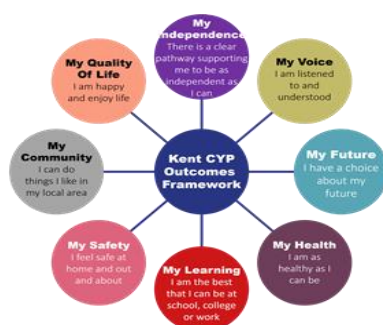 My
Independence
There is a clear
pathway supporting
me to be as
independent as
I can
My Voice
I am listened
to and
understood
My Future
I have a choice
about my
future
My Health
I am as
healthy as I
can be
My Learning
I am the best
that I can be at
school, college
or work
My Safety
I feel safe at
home and out
and about
My
Community
I can do
things I like in
my local area
My Quality
Of Life
I am happy
and enjoy life
Kent CYP
Outcomes
Framework